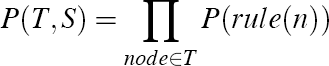 P(T,S) = ∏ P(rule(n))
node∈T